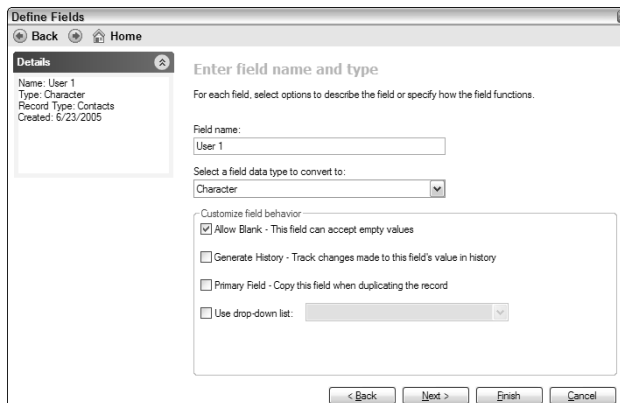 Define Fields
Back Home
Details
Name: User 1
Type: Character
Record Type: Contacts
Created: 6/23/2005
Enter field name and type
For each field, select options to describe the field or specify how the field functions.
Field name:
User 1
Select a field data type to convert to:
Character
Customize field behavior
Allow Blank - This field can accept empty values
Generate History - Track changes made to this field's value in history
Primary Field - Copy this field when duplicating the record
Use drop-down list:
< Back Next > Finish Cancel